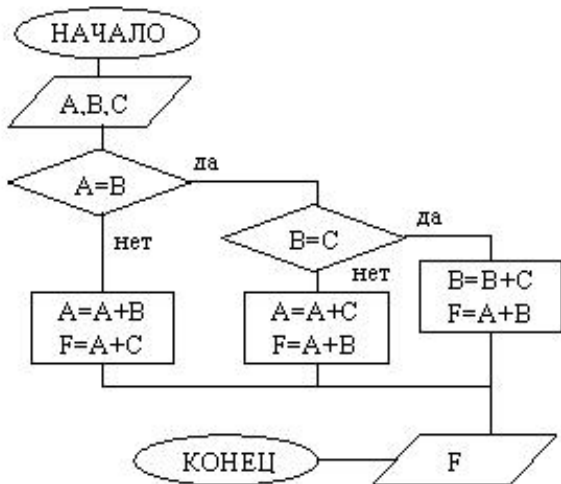 НАЧАЛО
A,B,C
A=B
да
нет
B=C
да
нет
A=A+B
F=A+C
A=A+C
F=A+B
B=B+C
F=A+B
КОНЕЦ
F